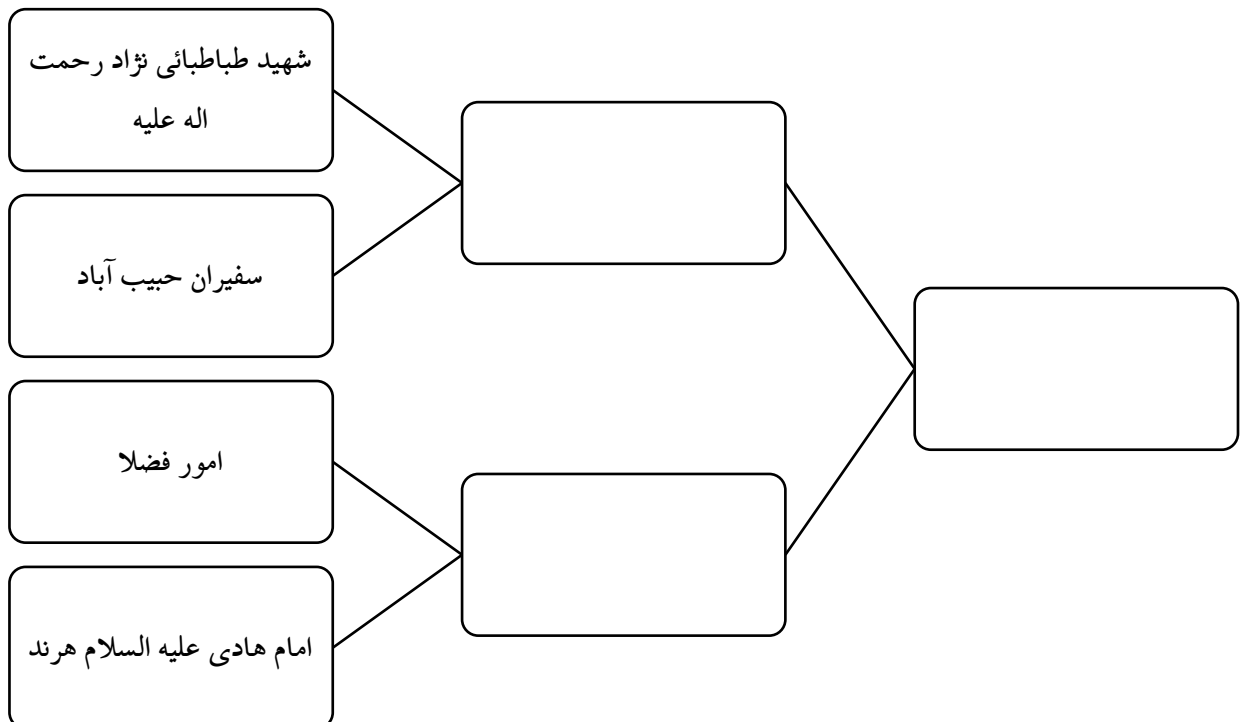 شهید طباطبائی نژاد رحمت
اله علیه
سفیران حبیب آباد
امور فضلا
امام هادی علیه السلام هرند